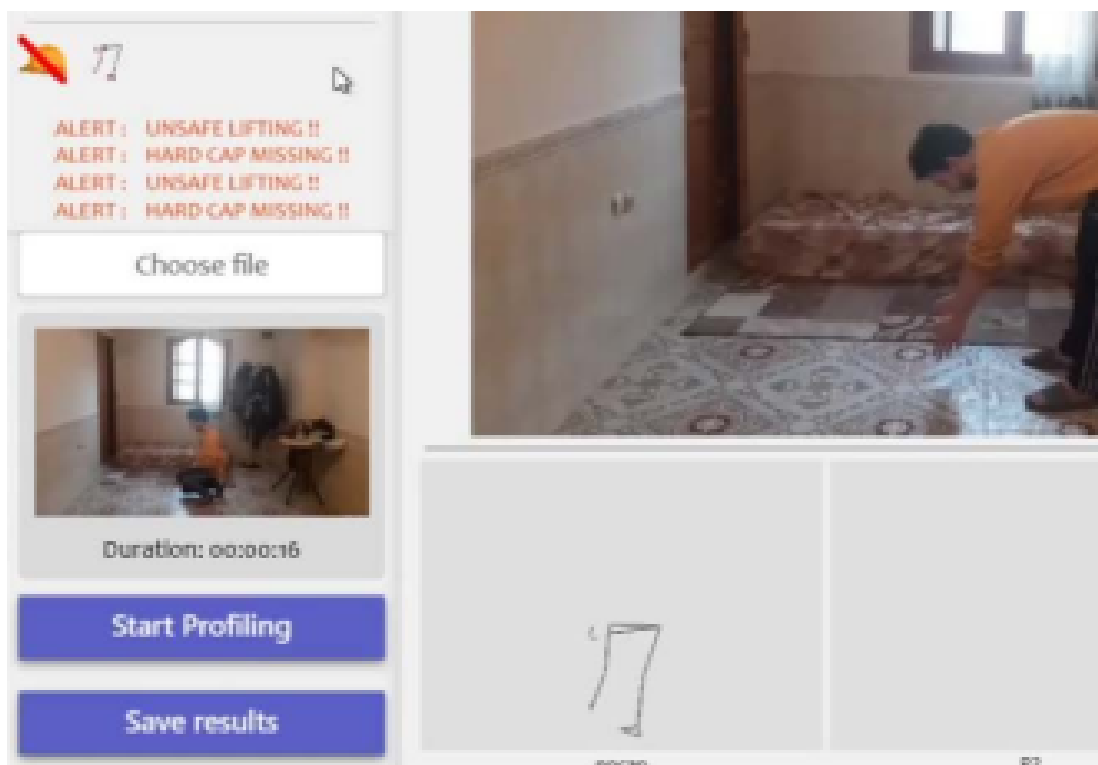 ALERT : UNSAFE LIFTING !!
ALERT : HARD CAP MISSING !!
ALERT : UNSAFE LIFTING !!
ALERT : HARD CAP MISSING !!
Choose file
Duration: 00:00:16
Start Profiling
Save results